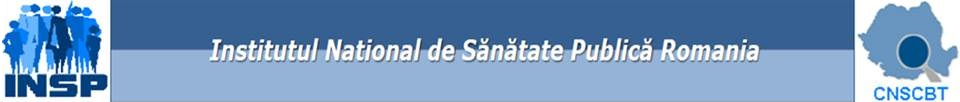 INSP
Institutul National de Sănătate Publică Romania
CNSCBT